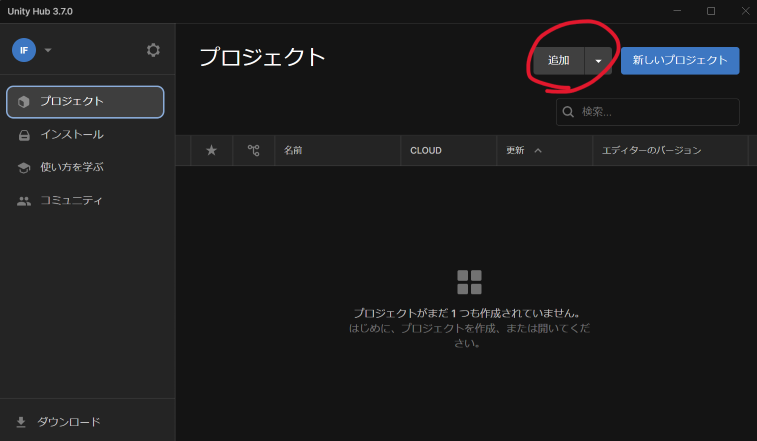 Unity Hub 3.7.0
IF
プロジェクト
インストール
使い方を学ぶ
コミュニティ
ダウンロード
プロジェクト
追加
新しいプロジェクト
検索...
名前
CLOUD
更新
エディターのバージョン
プロジェクトがまだ１つも作成されていません。
はじめに、プロジェクトを作成、または開いてくだ
さい。